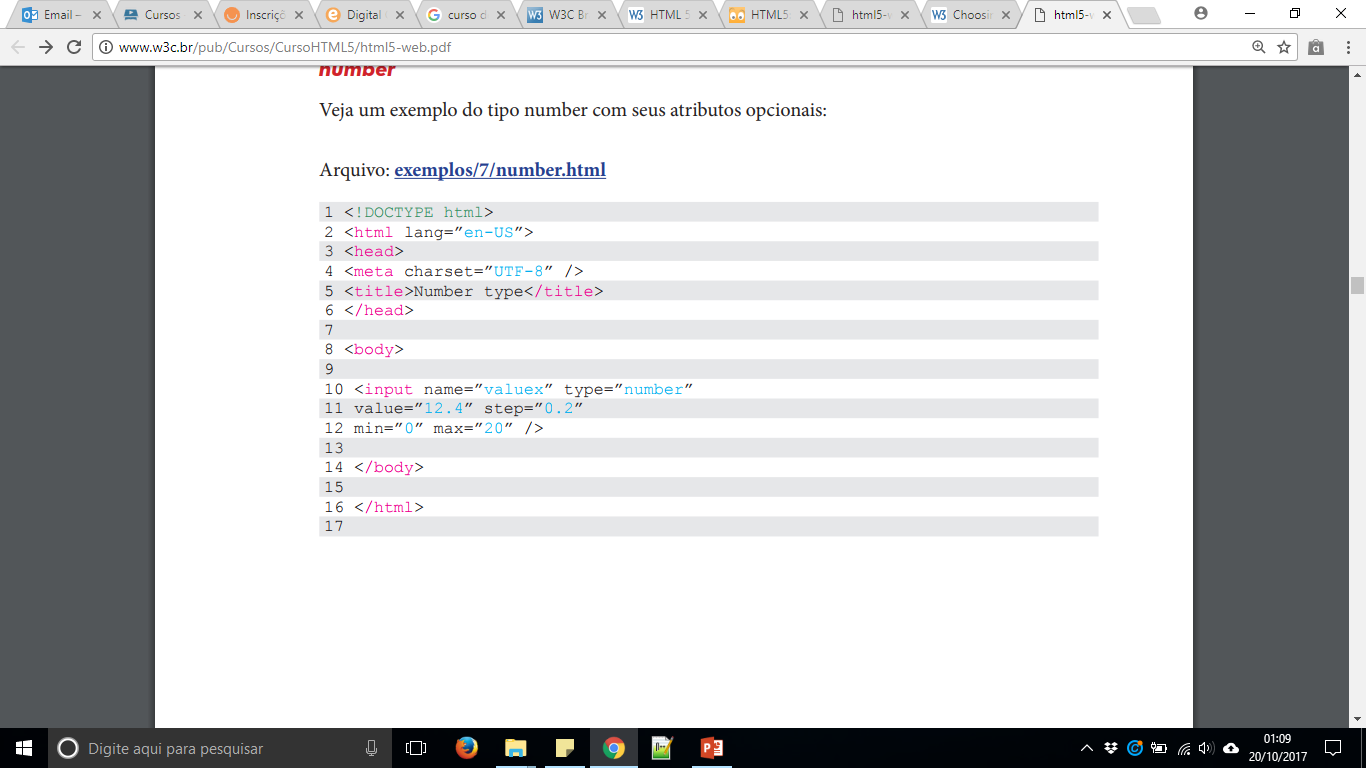 Email –
Cursos
Inscriçõ
Digital
curso d
W3C Br
HTML 5
HTML5:
html5-w
Choosin
html5-w
www.w3c.br/pub/Cursos/CursoHTML5/html5-web.pdf
number
Veja um exemplo do tipo number com seus atributos opcionais:
Arquivo: exemplos/7/number.html
1 <!DOCTYPE html>
2 <html lang=”en-US”>
3 <head>
4 <meta charset=”UTF-8” />
5 <title>Number type</title>
6 </head>
7
8 <body>
9
10 <input name=”valuex” type=”number”
11 value=”12.4” step=”0.2”
12 min=”0” max=”20” />
13
14 </body>
15
16 </html>
17
Digite aqui para pesquisar
01:09
20/10/2017